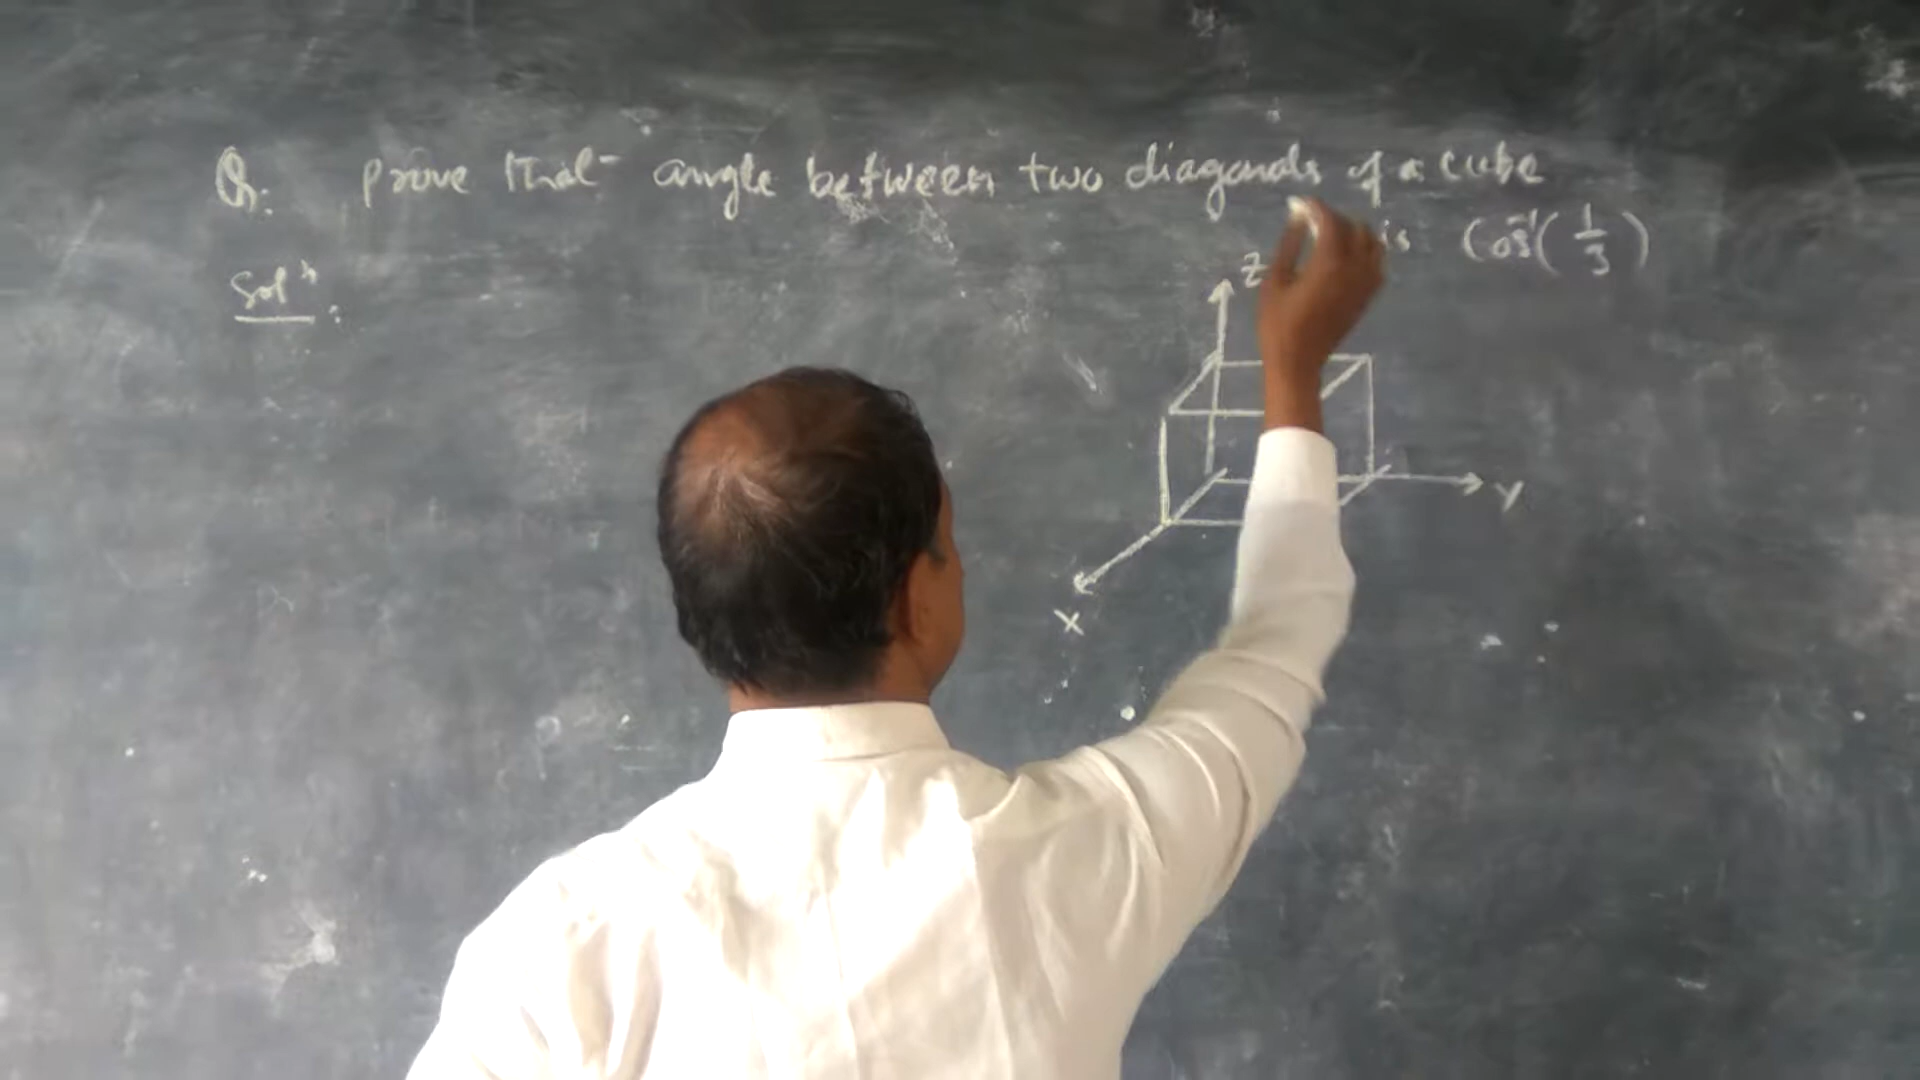 Q. Prove that angle between two diagonals of a cube
is Cos⁻¹(1/3)
Solⁿ:
Z
Y
X